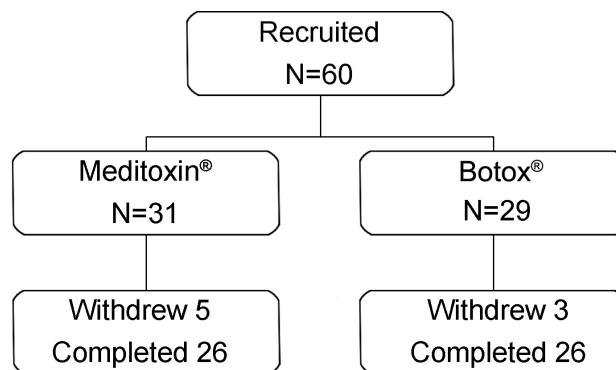 Recruited
N=60
Meditoxin®
N=31
Botox®
N=29
Withdrew 5
Completed 26
Withdrew 3
Completed 26